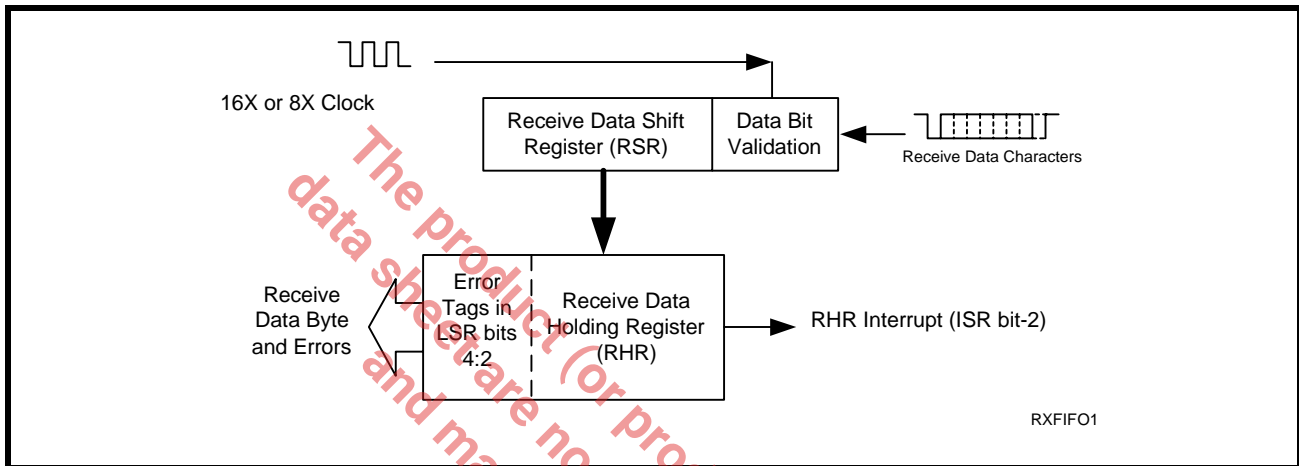 16X or 8X Clock
Receive Data Shift
Register (RSR)
Data Bit
Validation
Receive Data Characters
Error
Tags in
LSR bits
4:2
Receive Data
Holding Register
(RHR)
Receive
Data Byte
and Errors
RHR Interrupt (ISR bit-2)
RXFIFO1
The product (or pro
data sheet are no
and ma